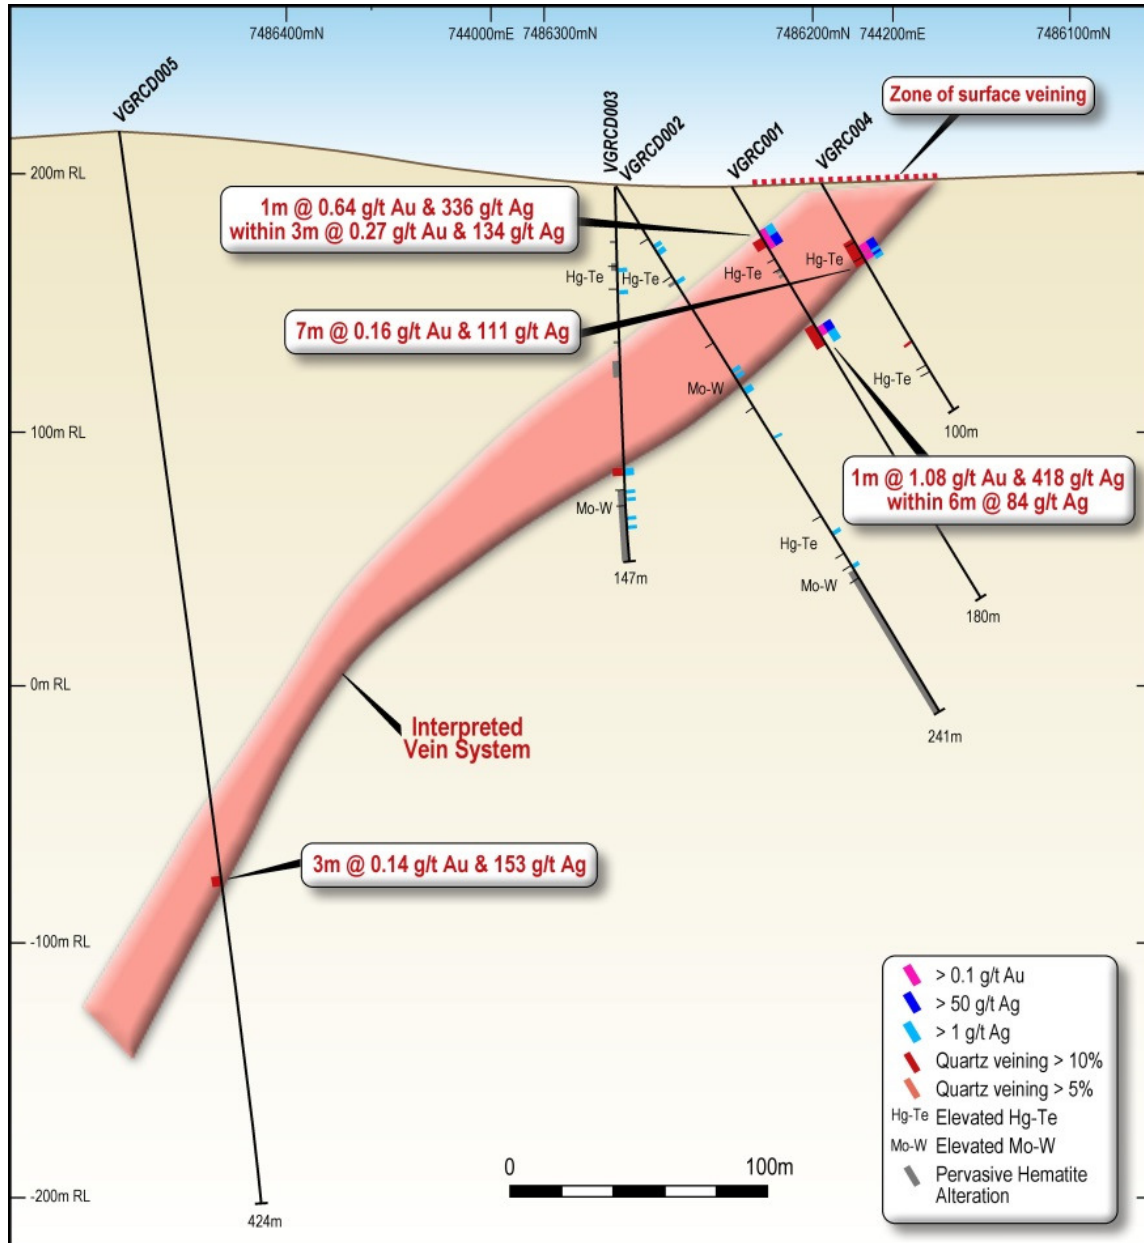 7486400mN
744000mE
7486300mN
7486200mN
744200mE
7486100mN
VGRCD005
VGRCD003
VGRCD002
VGRC001
VGRC004
Zone of surface veining
200m RL
1m @ 0.64 g/t Au & 336 g/t Ag
within 3m @ 0.27 g/t Au & 134 g/t Ag
Hg-Te
Hg-Te
Hg-Te
Hg-Te
7m @ 0.16 g/t Au & 111 g/t Ag
Hg-Te
Mo-W
100m RL
100m
1m @ 1.08 g/t Au & 418 g/t Ag
within 6m @ 84 g/t Ag
Mo-W
Hg-Te
Mo-W
147m
180m
0m RL
Interpreted
Vein System
241m
3m @ 0.14 g/t Au & 153 g/t Ag
-100m RL
> 0.1 g/t Au
> 50 g/t Ag
> 1 g/t Ag
Quartz veining > 10%
Quartz veining > 5%
Hg-Te Elevated Hg-Te
Mo-W Elevated Mo-W
Pervasive Hematite
Alteration
0 100m
-200m RL
424m